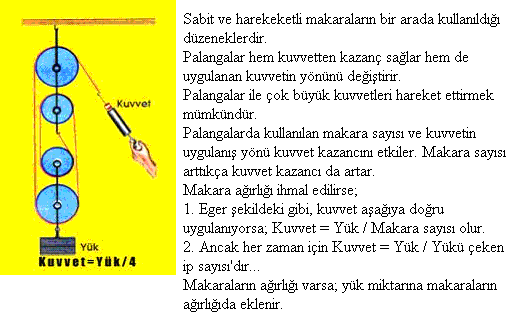 Kuvvet
Yük
Kuvvet=Yük/4
Sabit ve harekeketli makaraların bir arada kullanıldığı
düzeneklerdir.
Palangalar hem kuvvetten kazanç sağlar hem de
uygulanan kuvvetin yönünü değiştirir.
Palangalar ile çok büyük kuvvetleri hareket ettirmek
mümkündür.
Palangalarda kullanılan makara sayısı ve kuvvetin
uygulanış yönü kuvvet kazancını etkiler. Makara sayısı
arttıkça kuvvet kazancı da artar.
Makara ağırlığı ihmal edilirse;
1. Eger şekildeki gibi, kuvvet aşağıya doğru
uygulanıyorsa; Kuvvet = Yük / Makara sayısı olur.
2. Ancak her zaman için Kuvvet = Yük / Yükü çeken
ip sayısı'dır...
Makaraların ağırlığı varsa; yük miktarına makaraların
ağırlığıda eklenir.